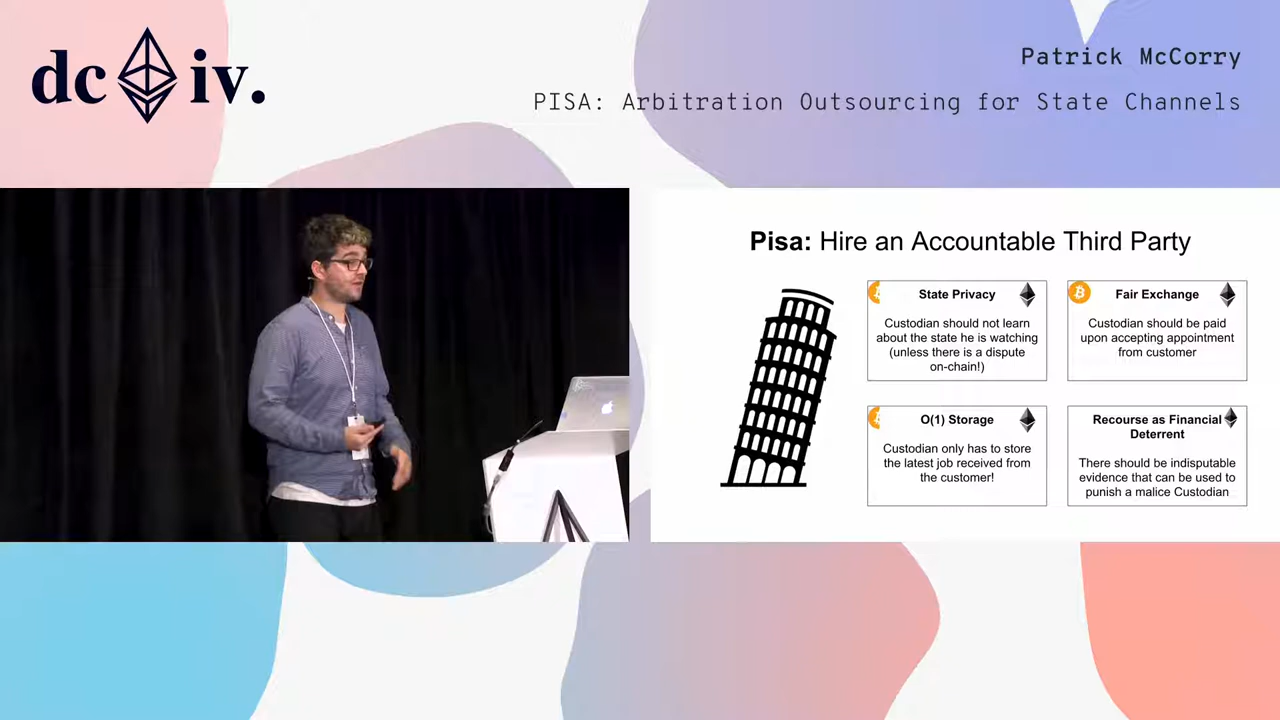 dc iv.
Patrick McCorry
PISA: Arbitration Outsourcing for State Channels
Pisa: Hire an Accountable Third Party
State Privacy
Custodian should not learn
about the state he is watching
(unless there is a dispute
on-chain!)
Fair Exchange
Custodian should be paid
upon accepting appointment
from customer
O(1) Storage
Custodian only has to store
the latest job received from
the customer!
Recourse as Financial
Deterrent
There should be indisputable
evidence that can be used to
punish a malice Custodian